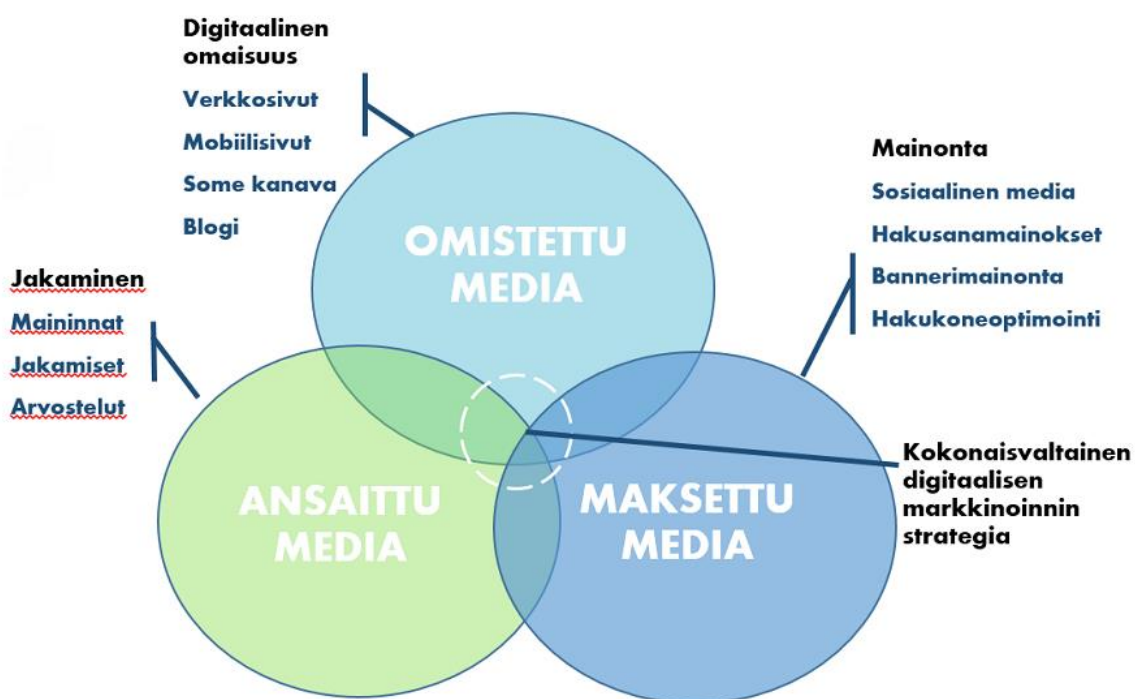 Digitaalinen
omaisuus
Verkkosivut
Mobiilisivut
Some kanava
Blogi
OMISTETTU
MEDIA
Mainonta
Sosiaalinen media
Hakusanamainokset
Bannerimainonta
Hakukoneoptimointi
Jakaminen
Maininnat
Jakamiset
Arvostelut
ANSAITTU
MEDIA
MAKSETTU
MEDIA
Kokonaisvaltainen
digitaalisen
markkinoinnin
strategia